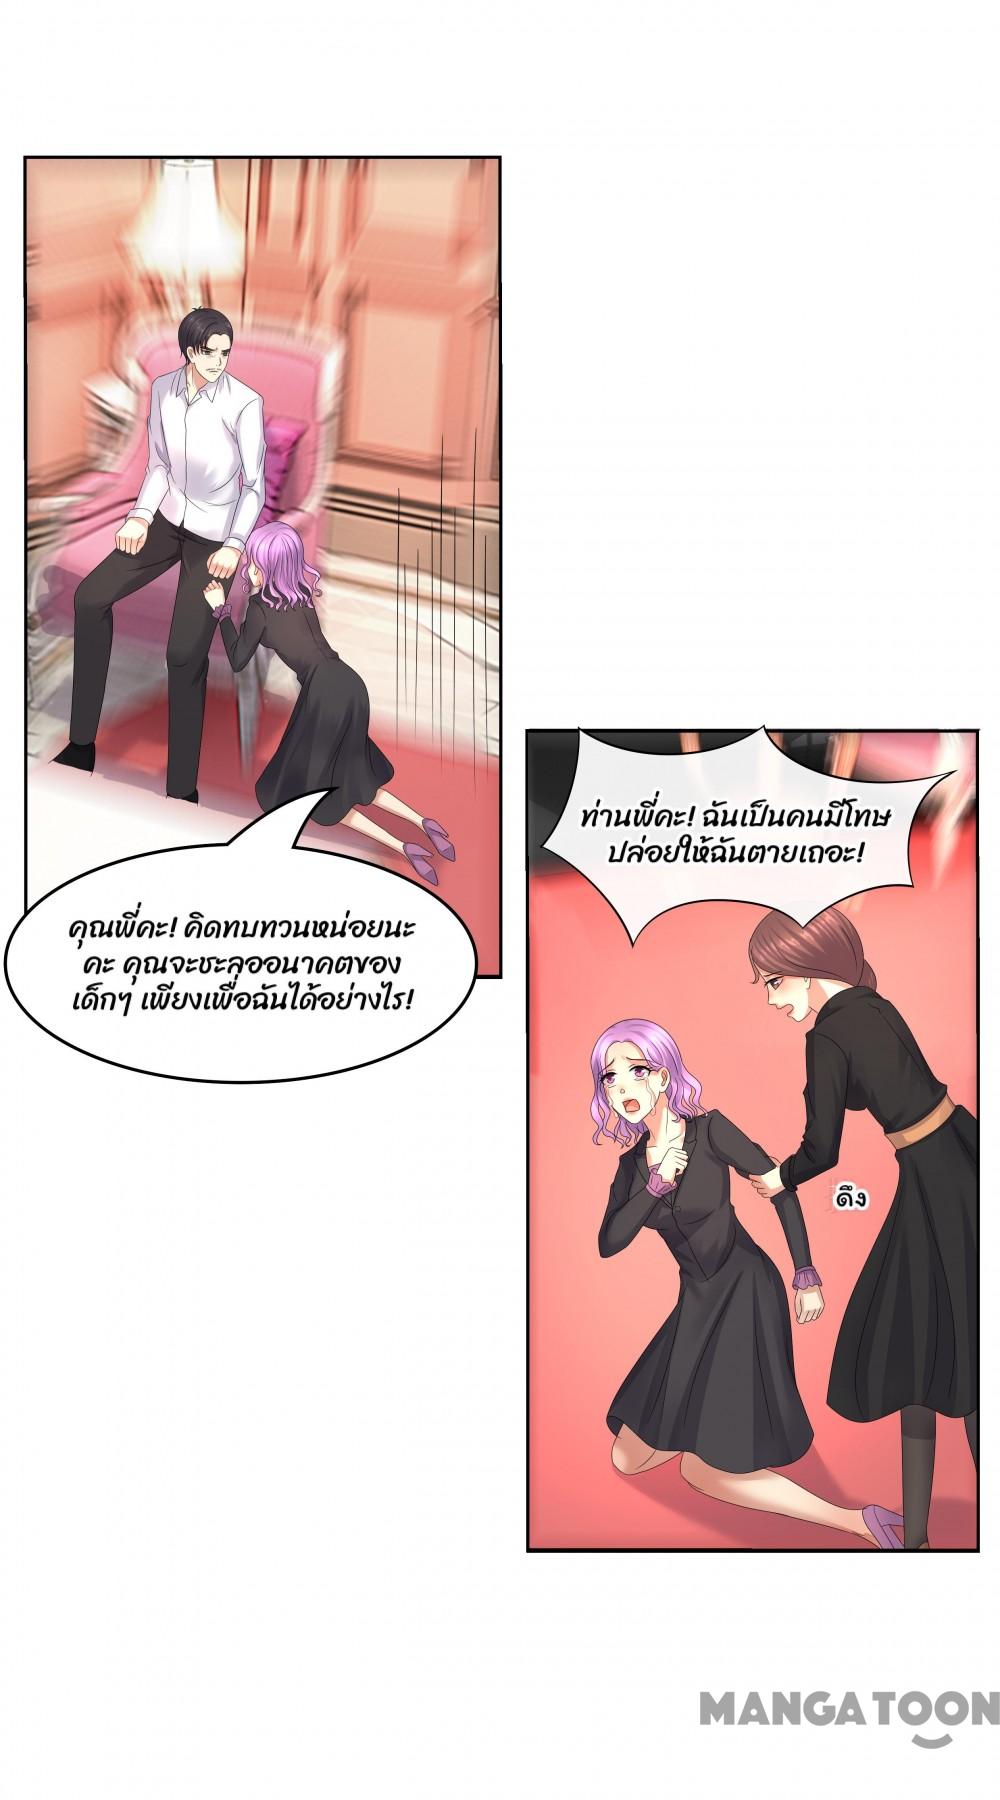 คุณพี่คะ! คิดทบทวนหน่อยนะ
คะ คุณจะชะลออนาคตของ
เด็กๆ เพียงเพื่อฉันได้อย่างไร!
ท่านพี่คะ! ฉันเป็นคนมีโทษ
ปล่อยให้ฉันตายเถอะ!
ดึง
MANGATOON